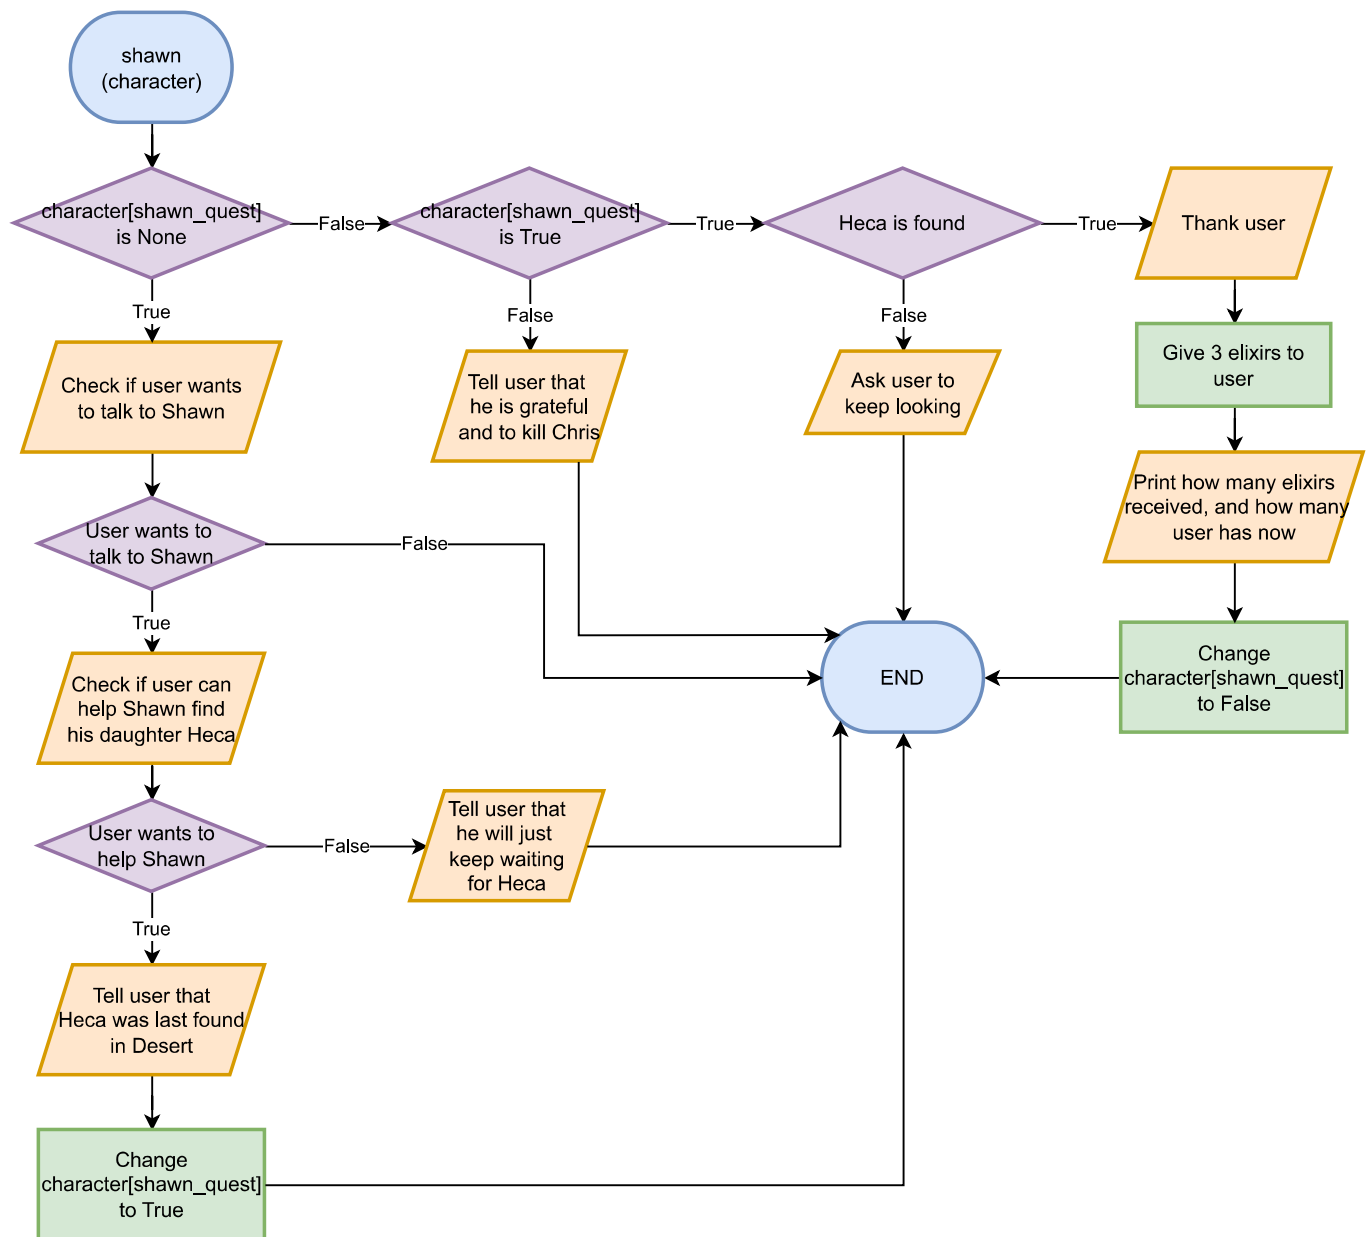 shawn
(character)
character[shawn_quest]
is None
False
character[shawn_quest]
is True
True
Heca is found
True
Thank user
True
False
False
Check if user wants
to talk to Shawn
Tell user that
he is grateful
and to kill Chris
Ask user to
keep looking
Give 3 elixirs to
user
Print how many elixirs
received, and how many
user has now
User wants to
talk to Shawn
False
True
Check if user can
help Shawn find
his daughter Heca
END
Change
character[shawn_quest]
to False
User wants to
help Shawn
False
Tell user that
he will just
keep waiting
for Heca
True
Tell user that
Heca was last found
in Desert
Change
character[shawn_quest]
to True